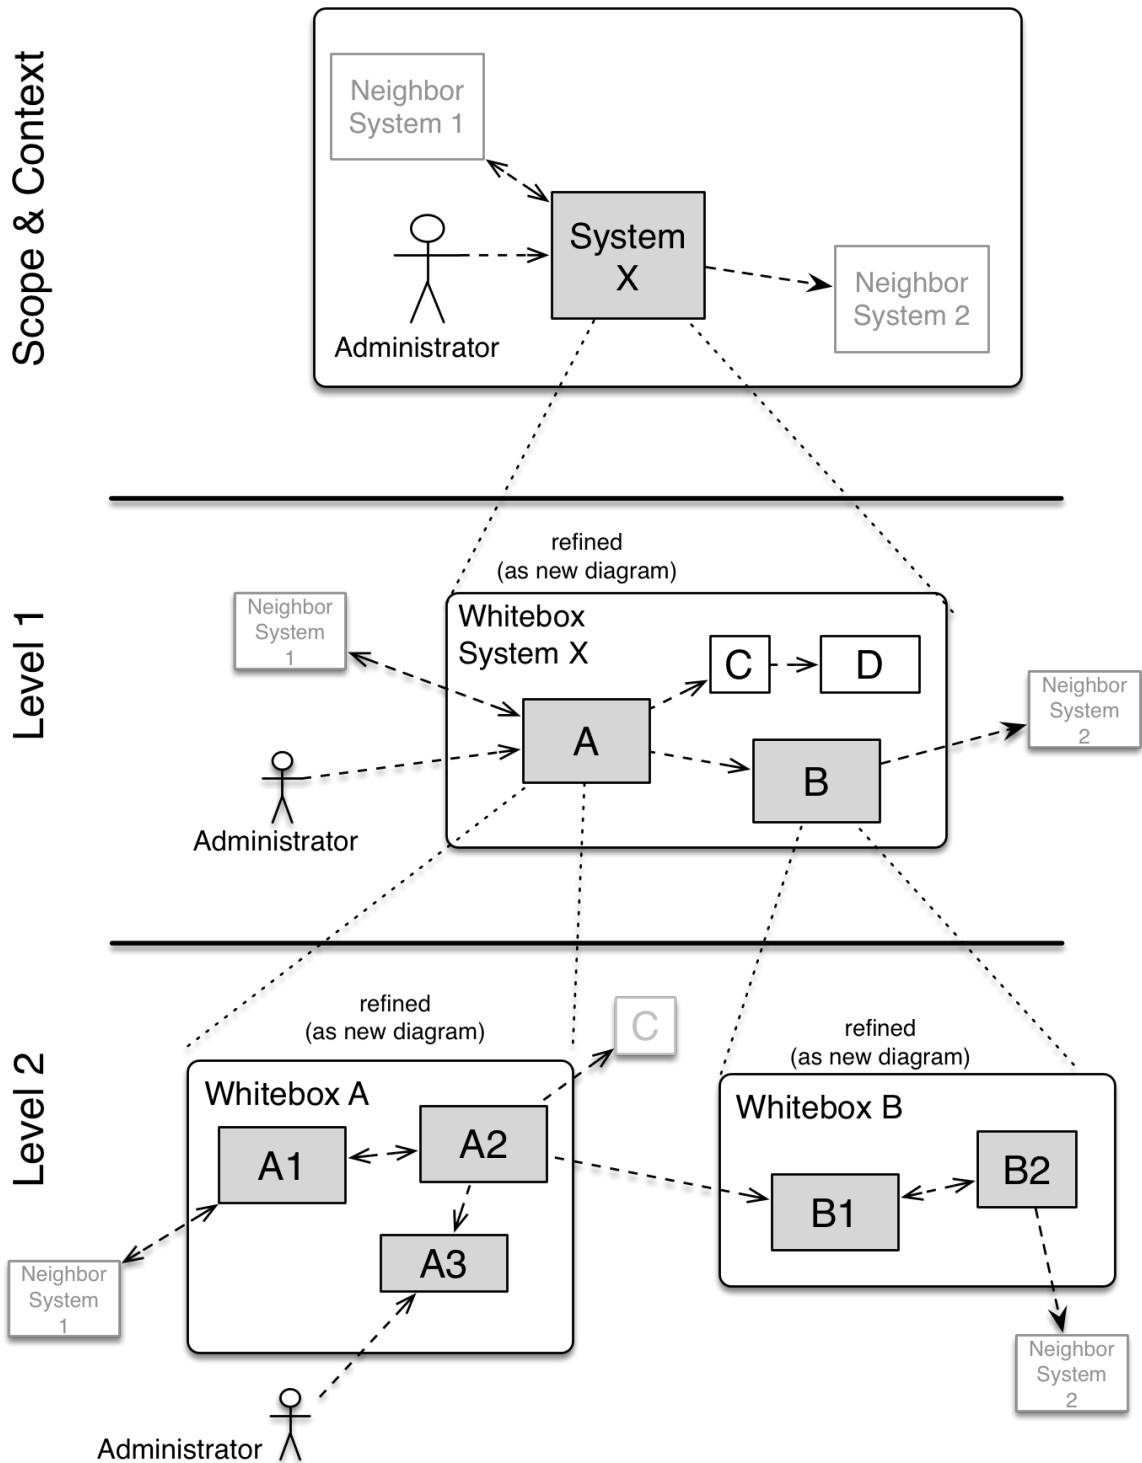 Scope & Context
Neighbor
System 1
System
X
Neighbor
System 2
Administrator
Level 1
refined
(as new diagram)
Neighbor
System
1
Whitebox
System X
C
D
A
B
Neighbor
System
2
Administrator
Level 2
refined
(as new diagram)
C
refined
(as new diagram)
Whitebox A
A1
A2
A3
Whitebox B
B1
B2
Neighbor
System
1
Neighbor
System
2
Administrator